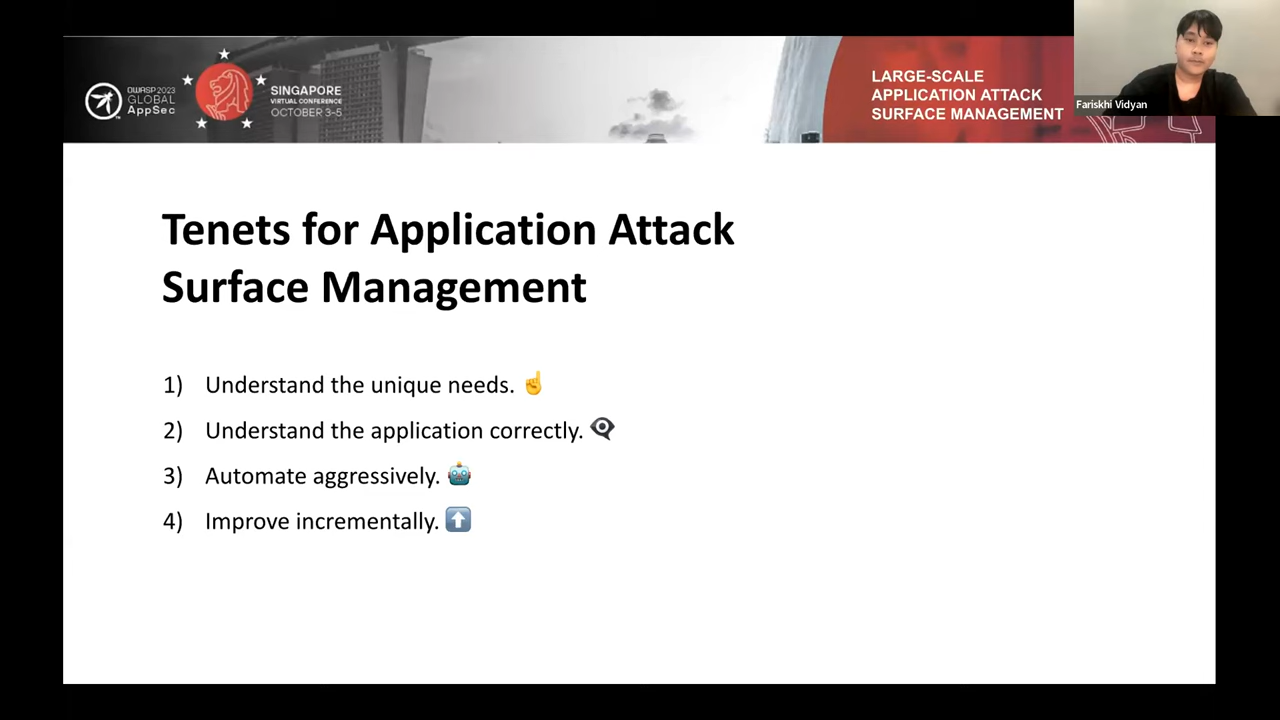 OWASP 2023
GLOBAL
AppSec
SINGAPORE
VIRTUAL CONFERENCE
OCTOBER 3-5
LARGE-SCALE
APPLICATION ATTACK
SURFACE MANAGEMENT
Fariskhi Vidyan
Tenets for Application Attack
Surface Management
1) Understand the unique needs. ☝️
2) Understand the application correctly. 👁️‍🗨️
3) Automate aggressively. 🤖
4) Improve incrementally. ⬆️